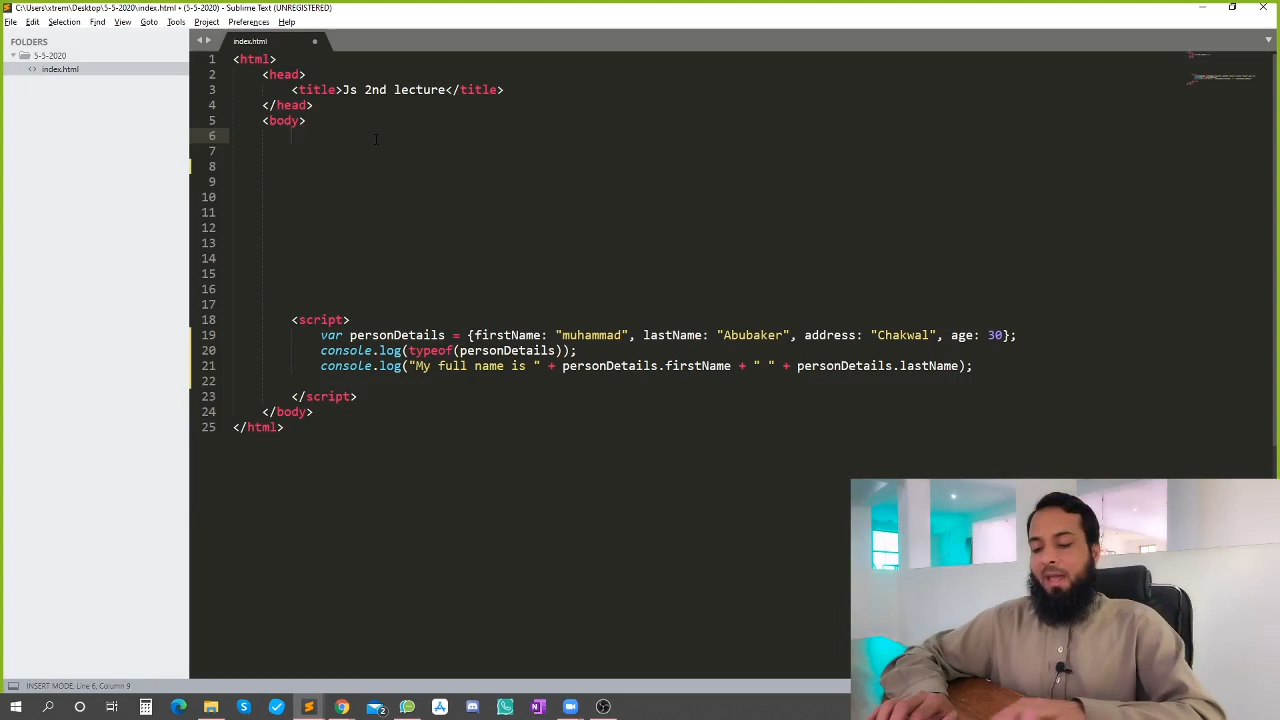 C:\Users\xtrem\Desktop\5-5-2020\index.html • (5-5-2020) - Sublime Text (UNREGISTERED)
File Edit Selection Find View Goto Tools Project Preferences Help
FOLDERS
5-5-2020
<> index.html
index.html
1 <html>
2 <head>
3 <title>Js 2nd lecture</title>
4 </head>
5 <body>
6
7
8
9
10
11
12
13
14
15
16
17
18 <script>
19 var personDetails = {firstName: "muhammad", lastName: "Abubaker", address: "Chakwal", age: 30};
20 console.log(typeof(personDetails));
21 console.log("My full name is " + personDetails.firstName + " " + personDetails.lastName);
22
23 </script>
24 </body>
25 </html>
INSERT MODE, Line 6, Column 9
2